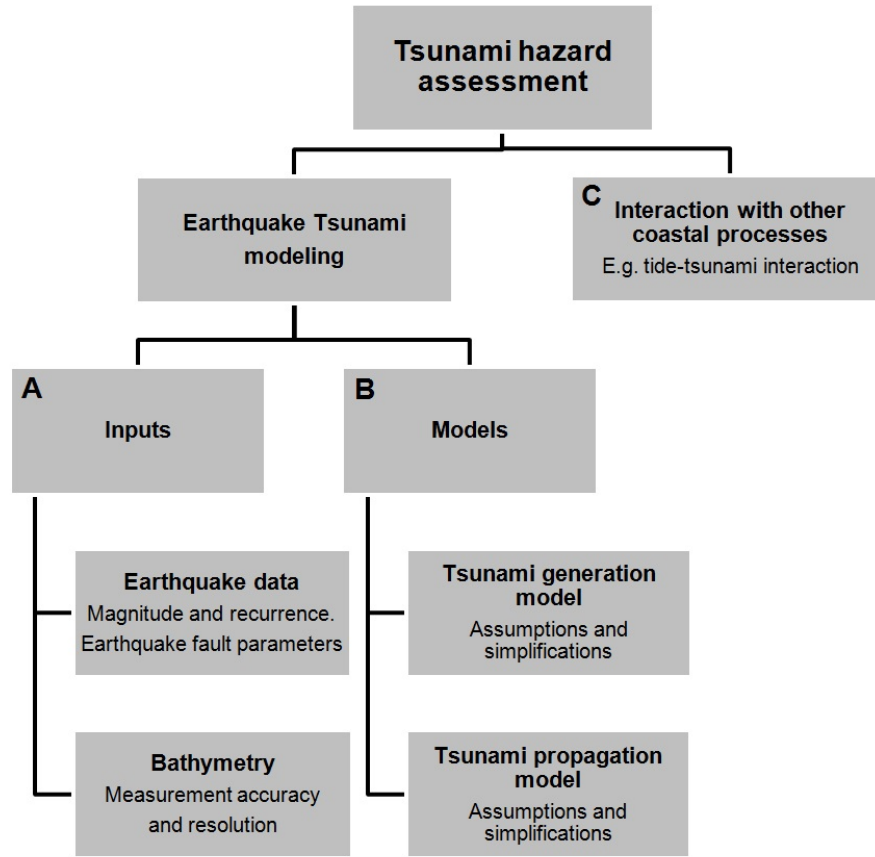 Tsunami hazard
assessment
Earthquake Tsunami
modeling
C
Interaction with other
coastal processes
E.g. tide-tsunami interaction
A
Inputs
B
Models
Earthquake data
Magnitude and recurrence.
Earthquake fault parameters
Tsunami generation
model
Assumptions and
simplifications
Bathymetry
Measurement accuracy
and resolution
Tsunami propagation
model
Assumptions and
simplifications